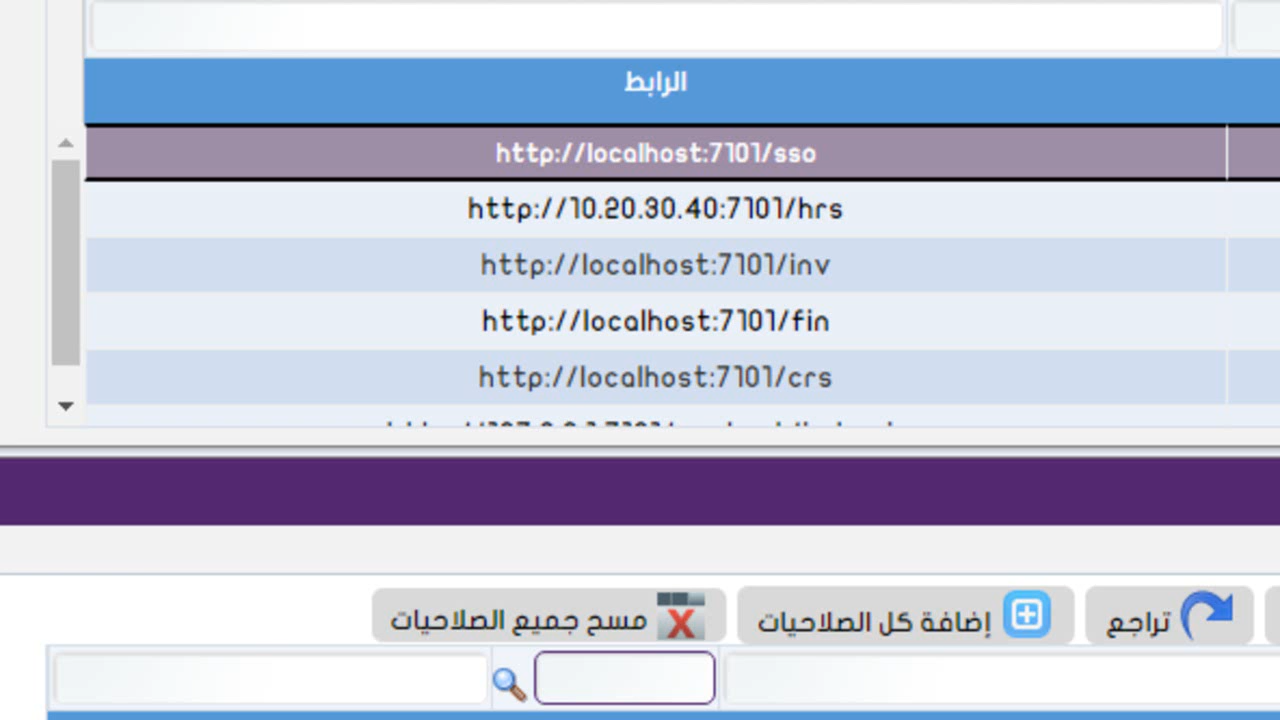 الرابط
http://localhost:7101/sso
http://10.20.30.40:7101/hrs
http://localhost:7101/inv
http://localhost:7101/fin
http://localhost:7101/crs
تراجع
إضافة كل الصلاحيات
مسح جميع الصلاحيات